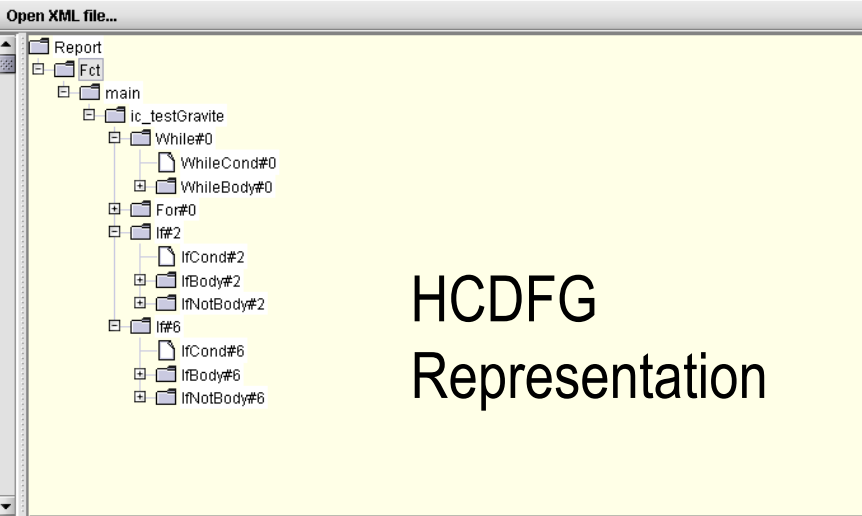 Open XML file...
Report
Fct
main
ic_testGravite
While#0
WhileCond#0
WhileBody#0
For#0
If#2
IfCond#2
IfBody#2
IfNotBody#2
If#6
IfCond#6
IfBody#6
IfNotBody#6
HCDFG
Representation